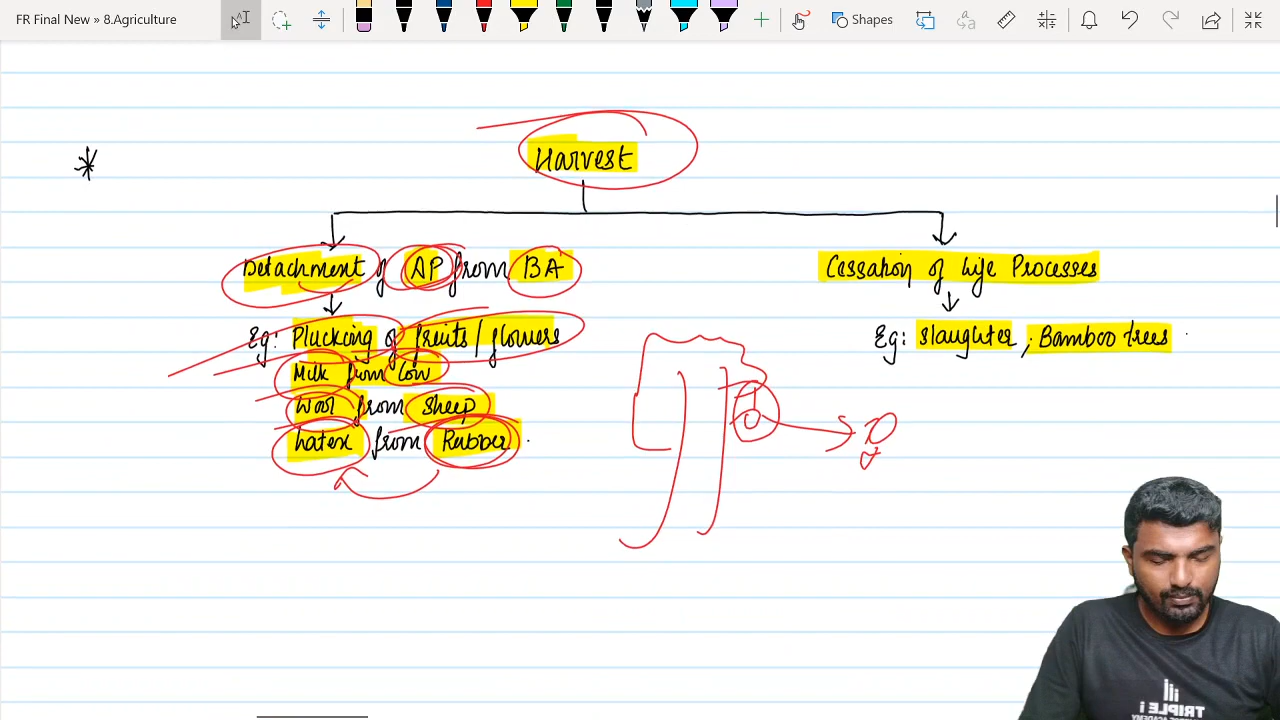 FR Final New » 8.Agriculture
Shapes
*
Harvest
Detachment of AP from BA
Cessation of Life Processes
Eg: Plucking of fruits / flowers
Eg: Slaughter, Bamboo trees.
Milk from Cow
Wool from Sheep
Latex from Rubber.
TRIPLE i